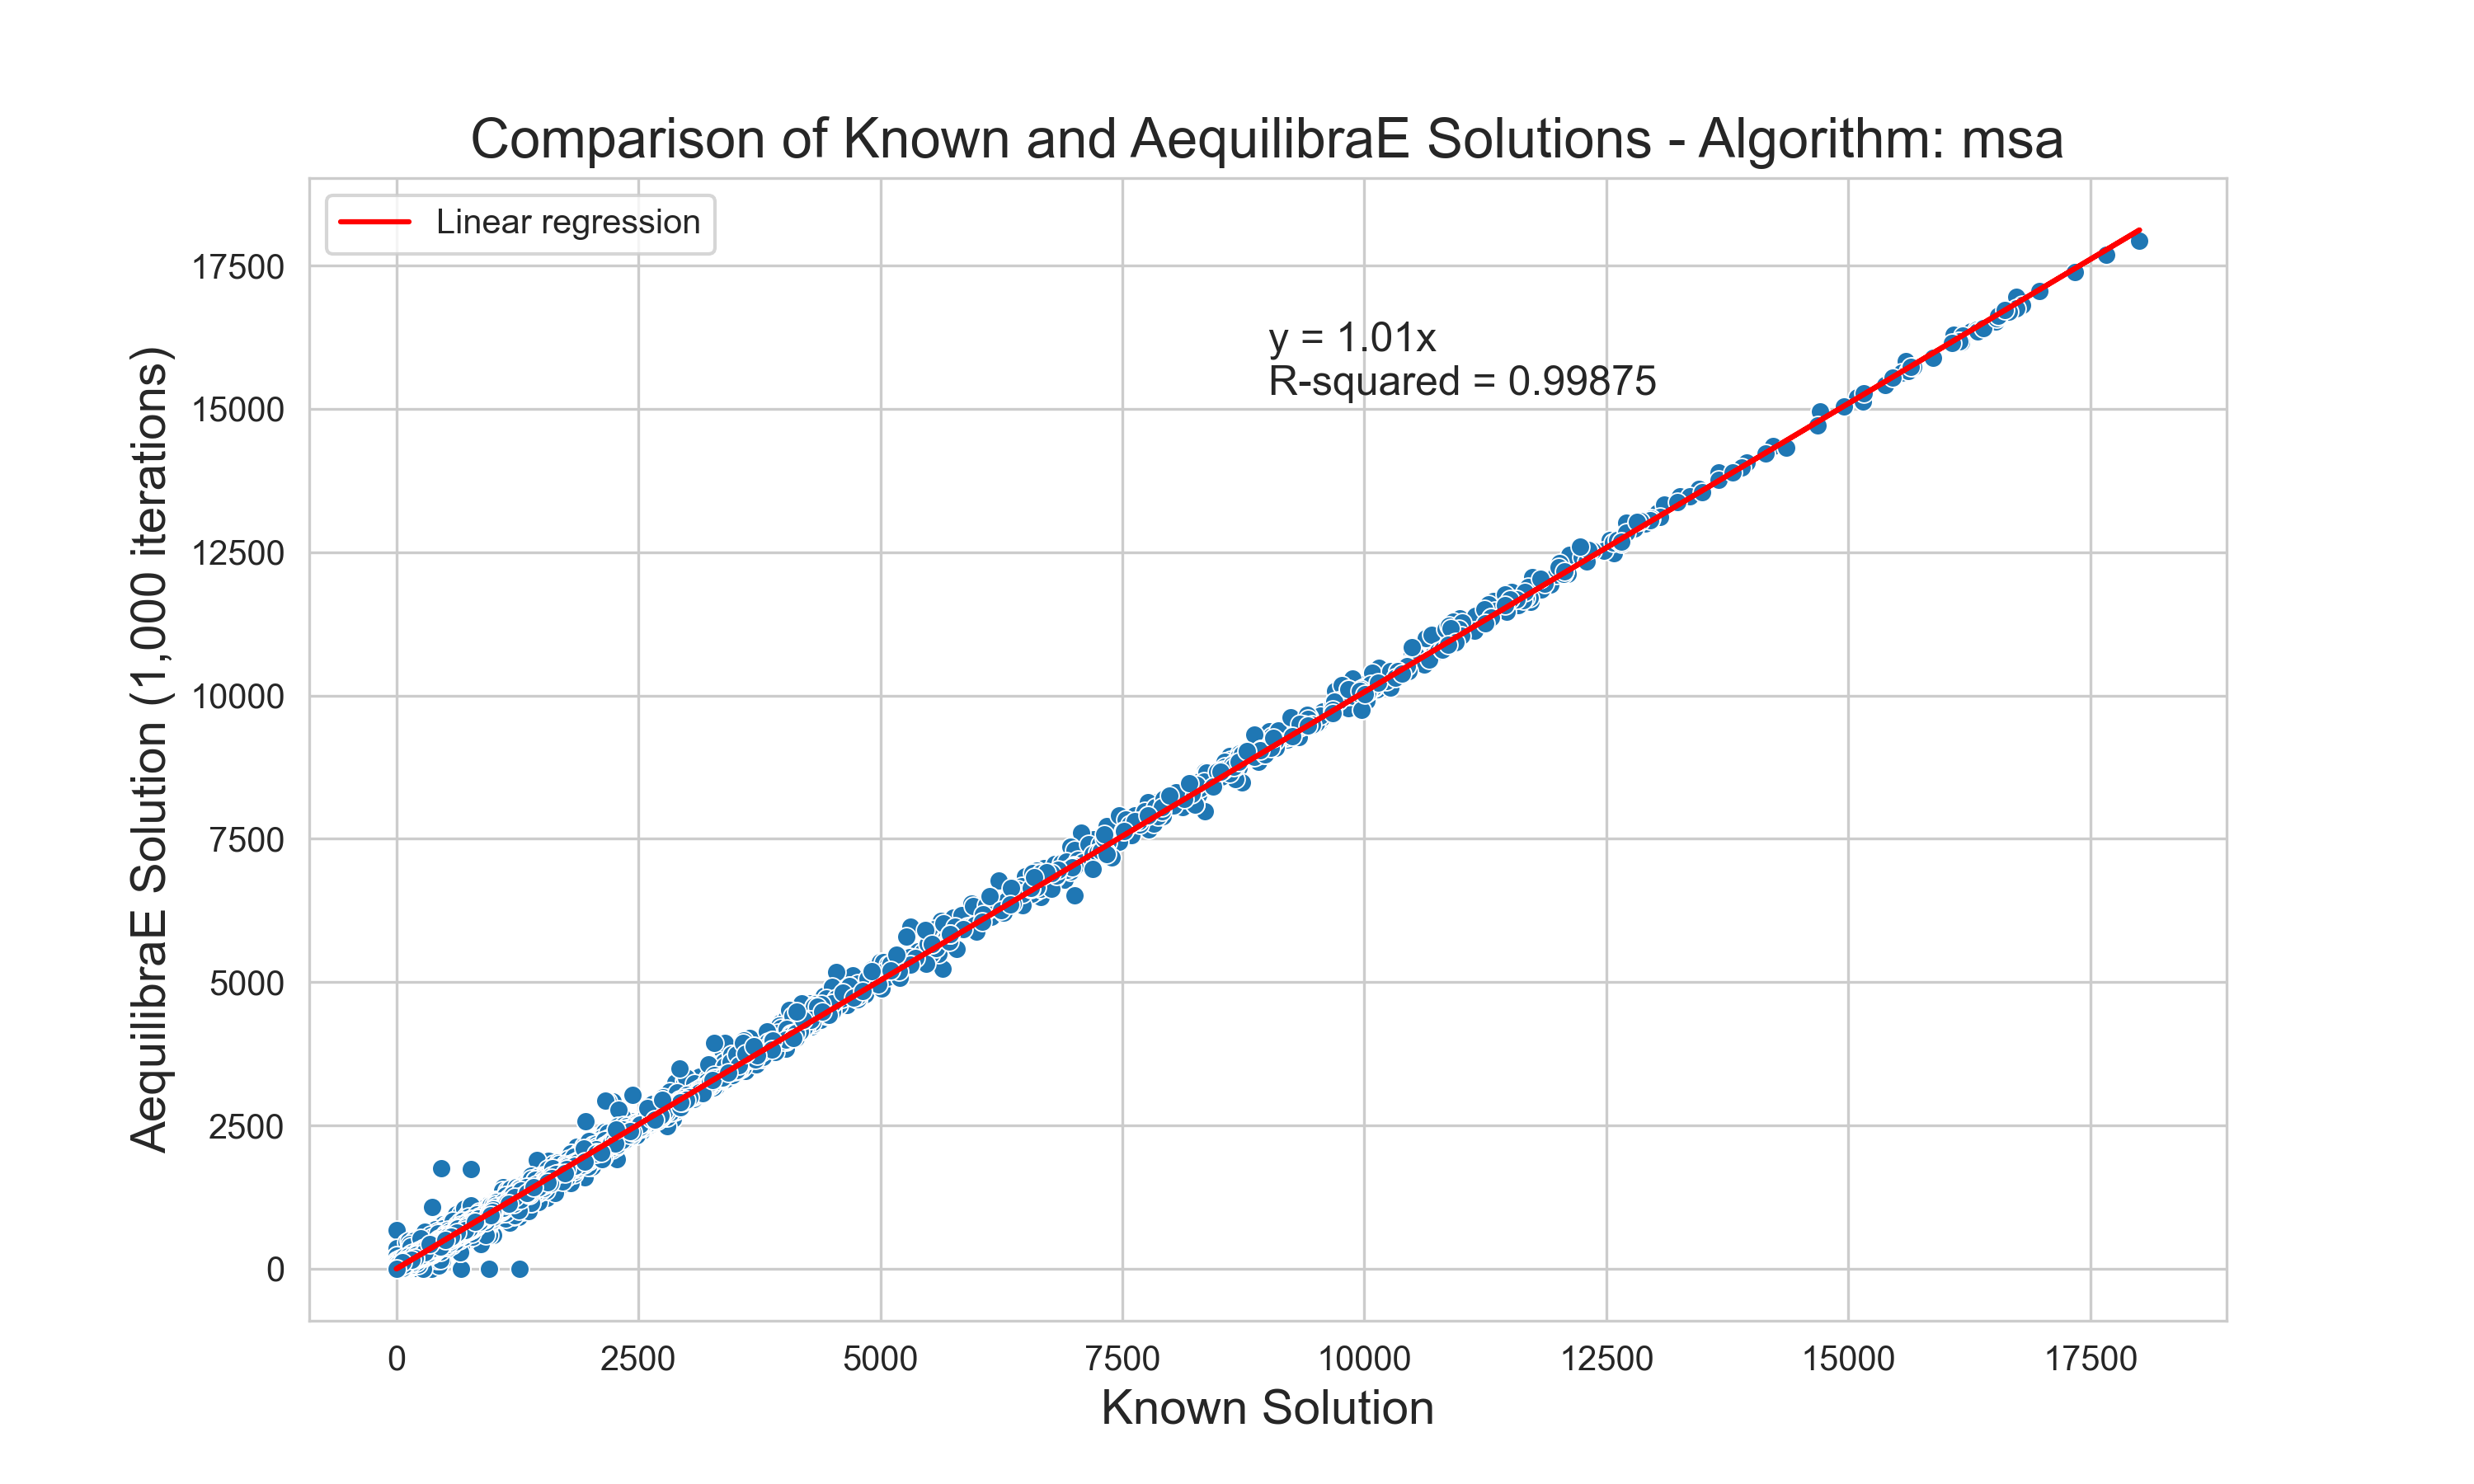 Comparison of Known and AequilibraE Solutions - Algorithm: msa
Linear regression
y = 1.01x
R-squared = 0.99875
AequilibraE Solution (1,000 iterations)
17500
15000
12500
10000
7500
5000
2500
0
0 2500 5000 7500 10000 12500 15000 17500
Known Solution